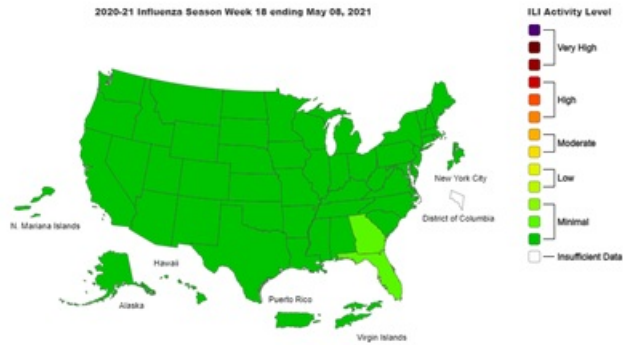 2020-21 Influenza Season Week 18 ending May 08, 2021
ILI Activity Level
Very High
High
Moderate
Low
Minimal
Insufficient Data
New York City
District of Columbia
N. Mariana Islands
Hawaii
Alaska
Puerto Rico
Virgin Islands